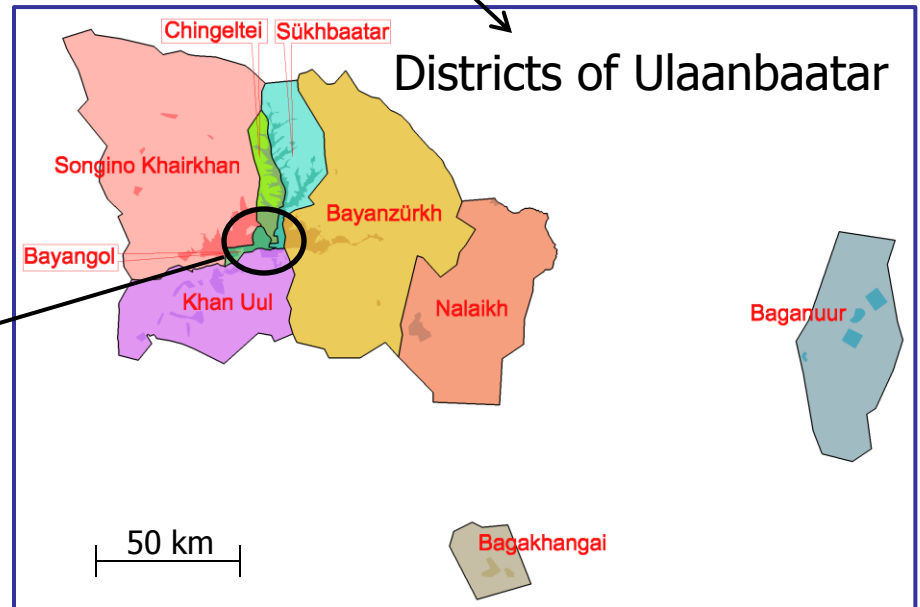 Chingeltei
Sükhbaatar
Districts of Ulaanbaatar
Songino Khairkhan
Bayanzürkh
Bayangol
Khan Uul
Nalaikh
Baganuur
50 km
Bagakhangai